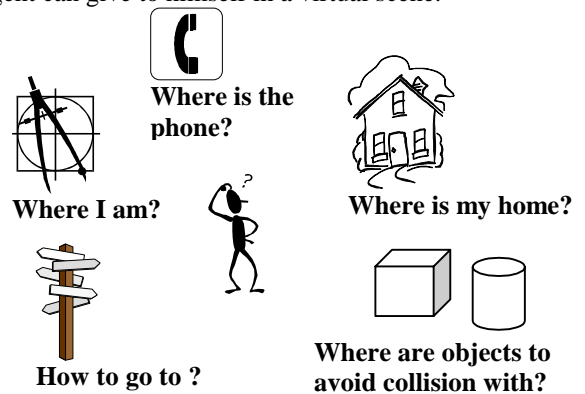 gent can give to himself in a virtual scene.
Where is the
phone?
Where I am?
?
Where is my home?
How to go to ?
Where are objects to
avoid collision with?